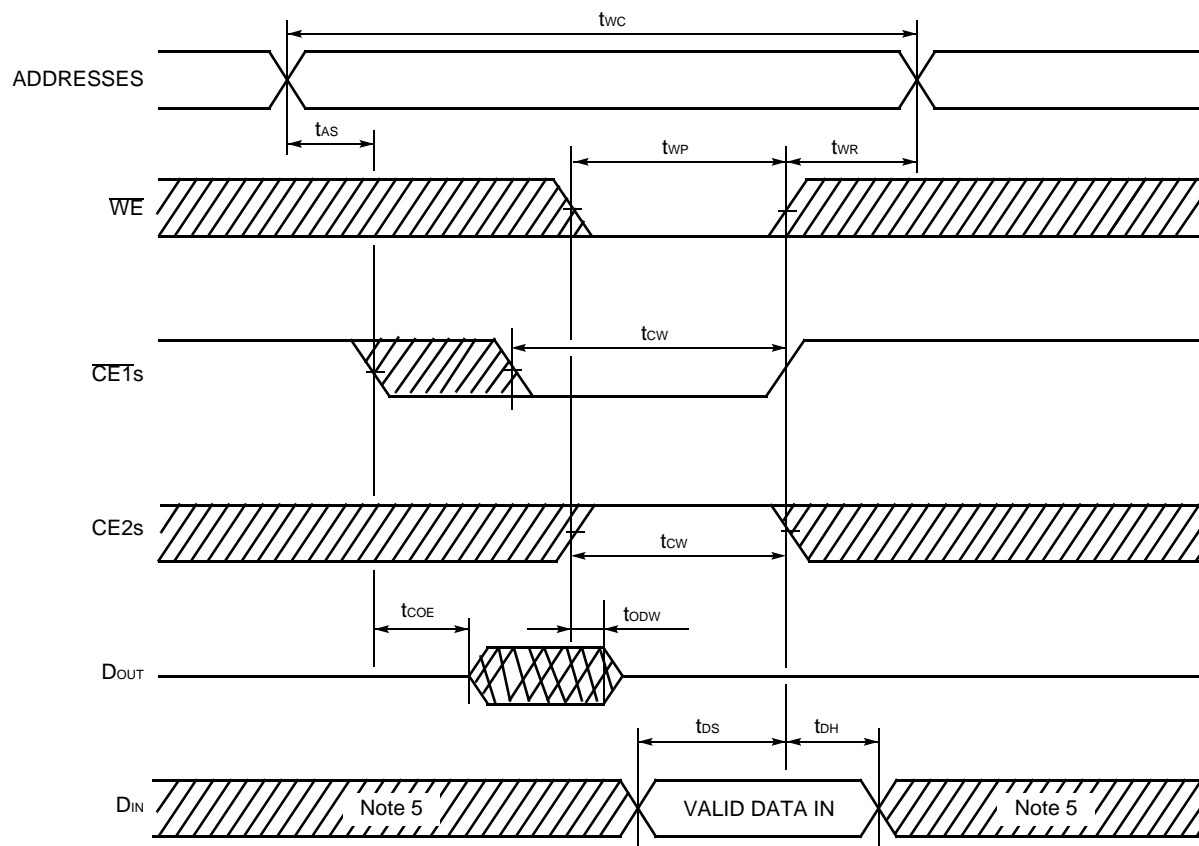 tWC
ADDRESSES
tAS
tWP
tWR
WE
tCW
CE1s
CE2s
tCW
tCOE
tODW
DOUT
tDS
tDH
DIN
Note 5
VALID DATA IN
Note 5